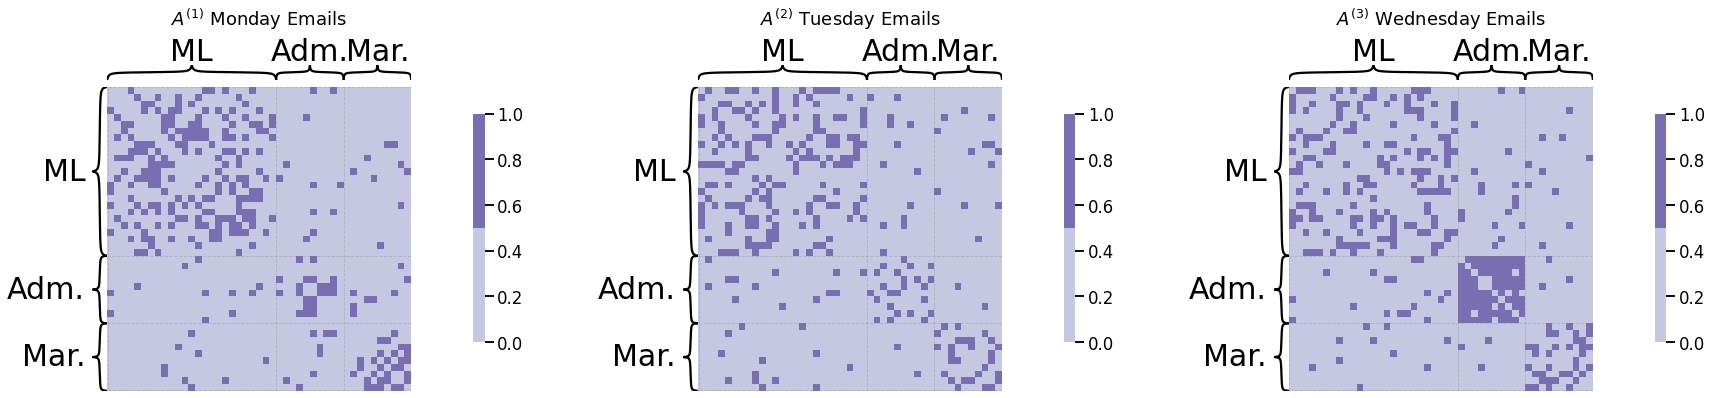 A⁽¹⁾ Monday Emails
ML Adm. Mar.
ML
Adm.
Mar.
1.0
0.8
0.6
0.4
0.2
0.0
A⁽²⁾ Tuesday Emails
ML Adm. Mar.
ML
Adm.
Mar.
1.0
0.8
0.6
0.4
0.2
0.0
A⁽³⁾ Wednesday Emails
ML Adm. Mar.
ML
Adm.
Mar.
1.0
0.8
0.6
0.4
0.2
0.0